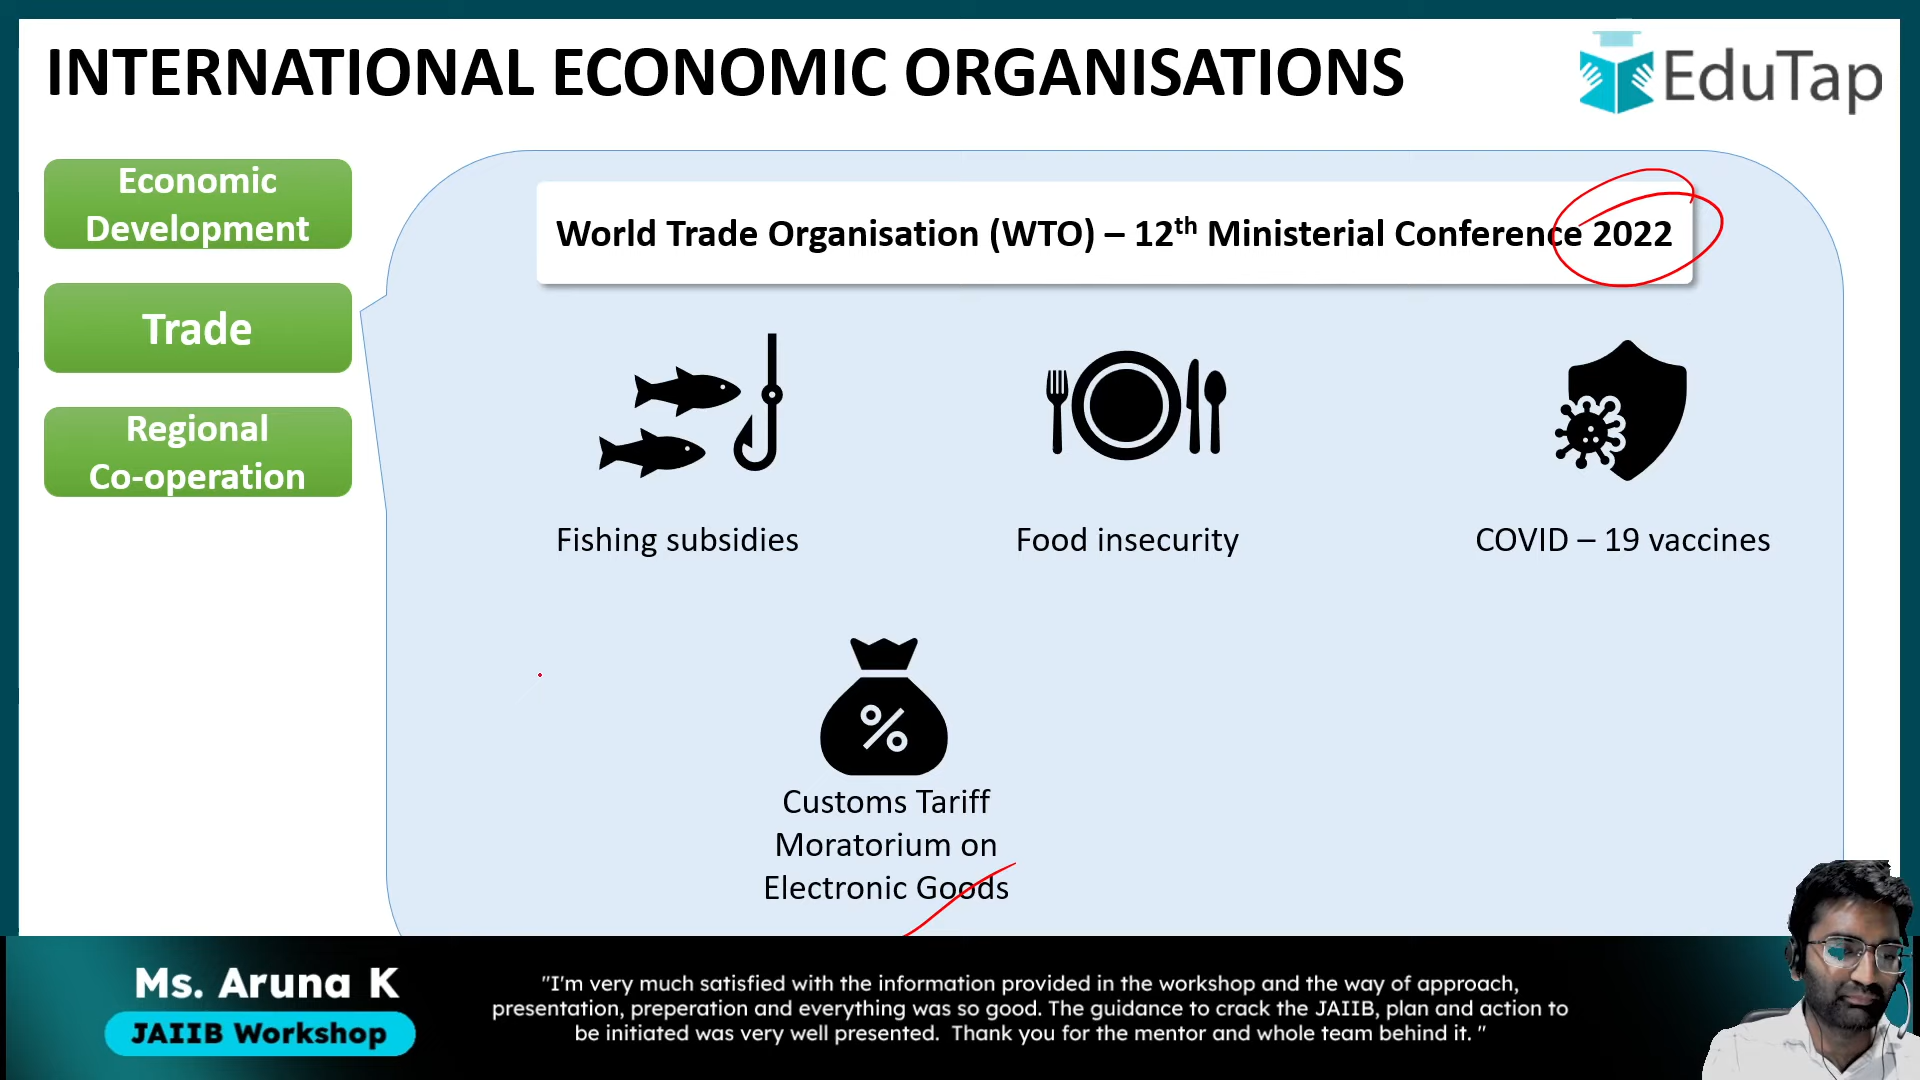 INTERNATIONAL ECONOMIC ORGANISATIONS
EduTap
Economic
Development
Trade
Regional
Co-operation
World Trade Organisation (WTO) – 12th Ministerial Conference 2022
Fishing subsidies
Food insecurity
COVID – 19 vaccines
%
Customs Tariff
Moratorium on
Electronic Goods
Ms. Aruna K
JAIIB Workshop
"I'm very much satisfied with the information provided in the workshop and the way of approach,
presentation, preperation and everything was so good. The guidance to crack the JAIIB, plan and action to
be initiated was very well presented. Thank you for the mentor and whole team behind it. "